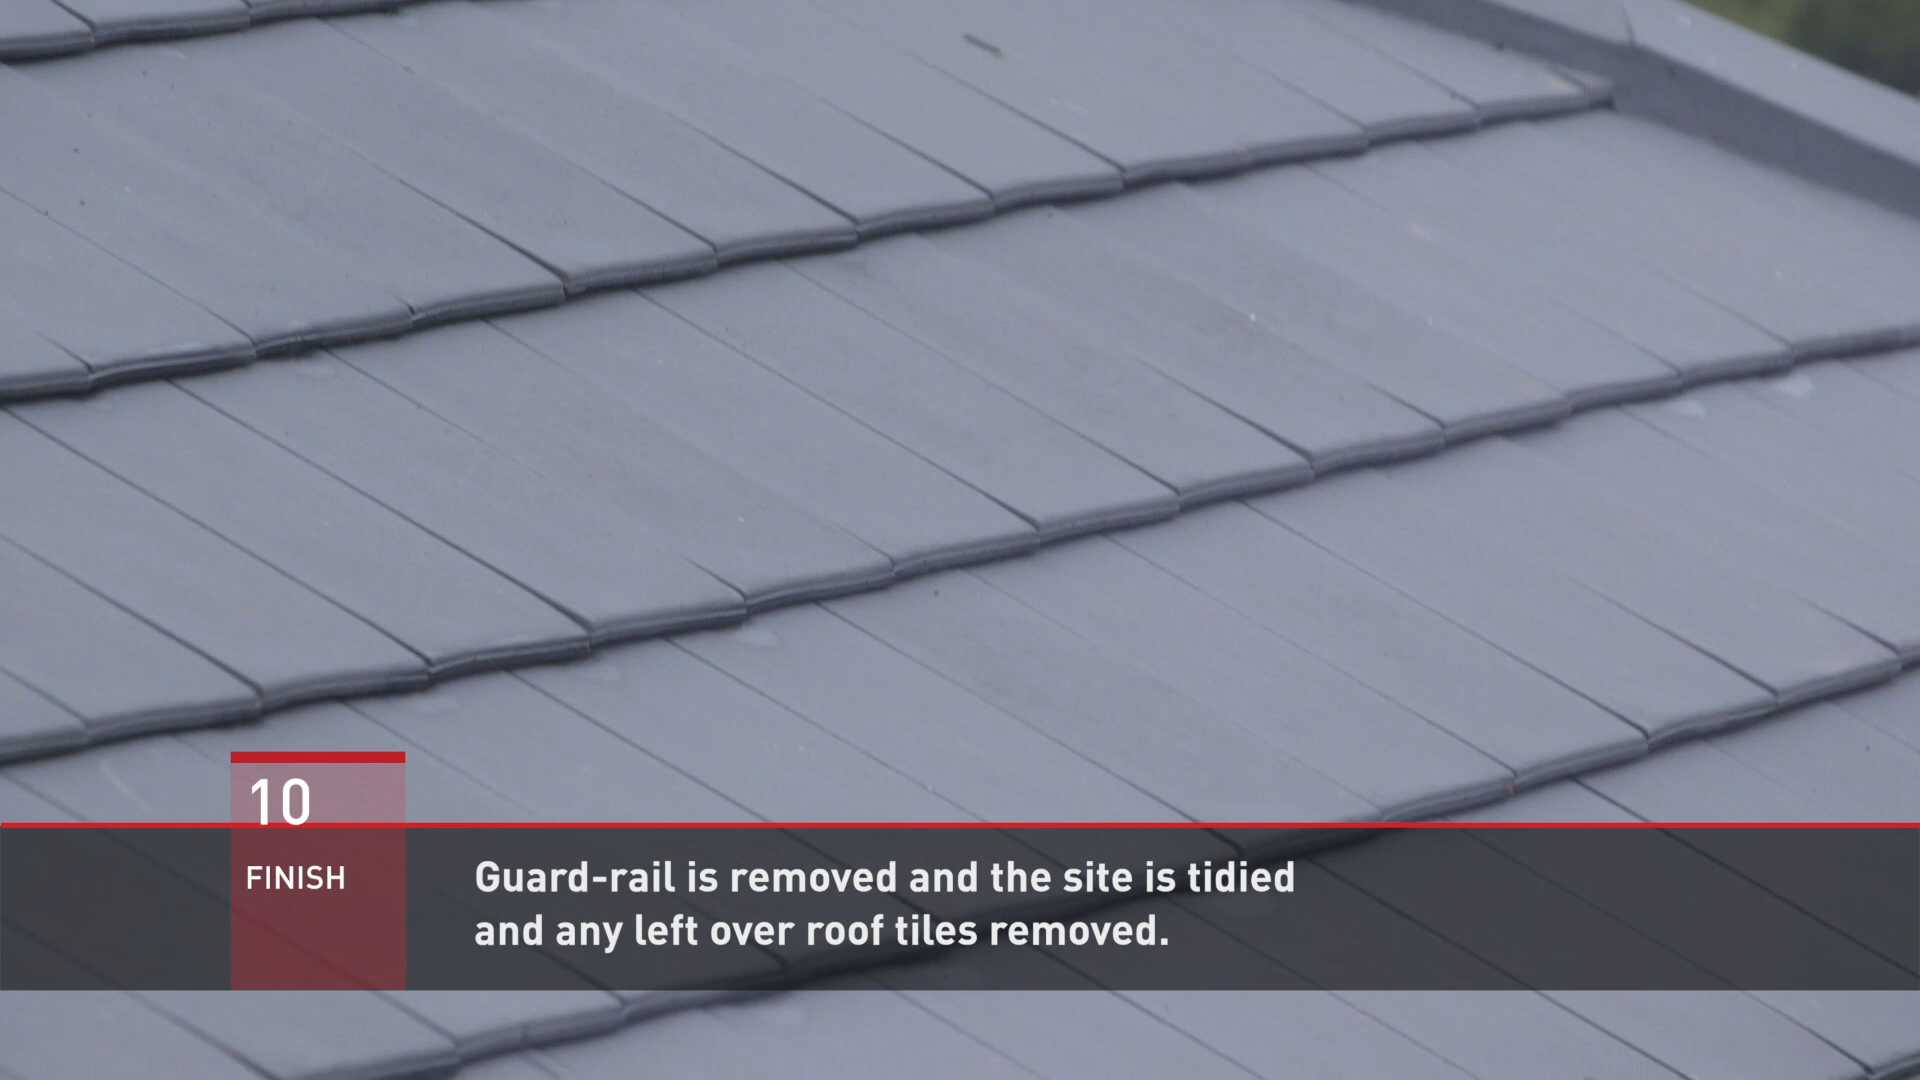 10
FINISH
Guard-rail is removed and the site is tidied
and any left over roof tiles removed.